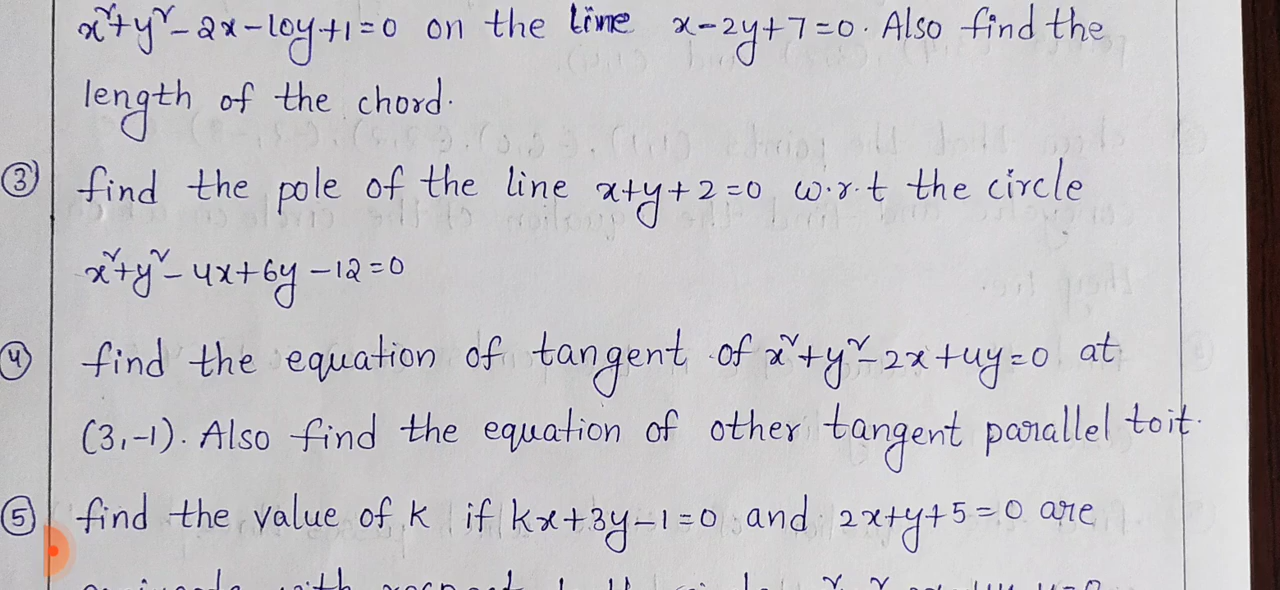 x²+y²-2x-10y+1=0 on the line x-2y+7=0. Also find the
length of the chord.
③ find the pole of the line x+y+2=0 w.r.t the circle
x²+y²-4x+6y-12=0
④ find the equation of tangent of x²+y²-2x+4y=0 at
(3,-1). Also find the equation of other tangent parallel to it.
⑤ find the value of k if kx+3y-1=0 and 2x+y+5=0 are